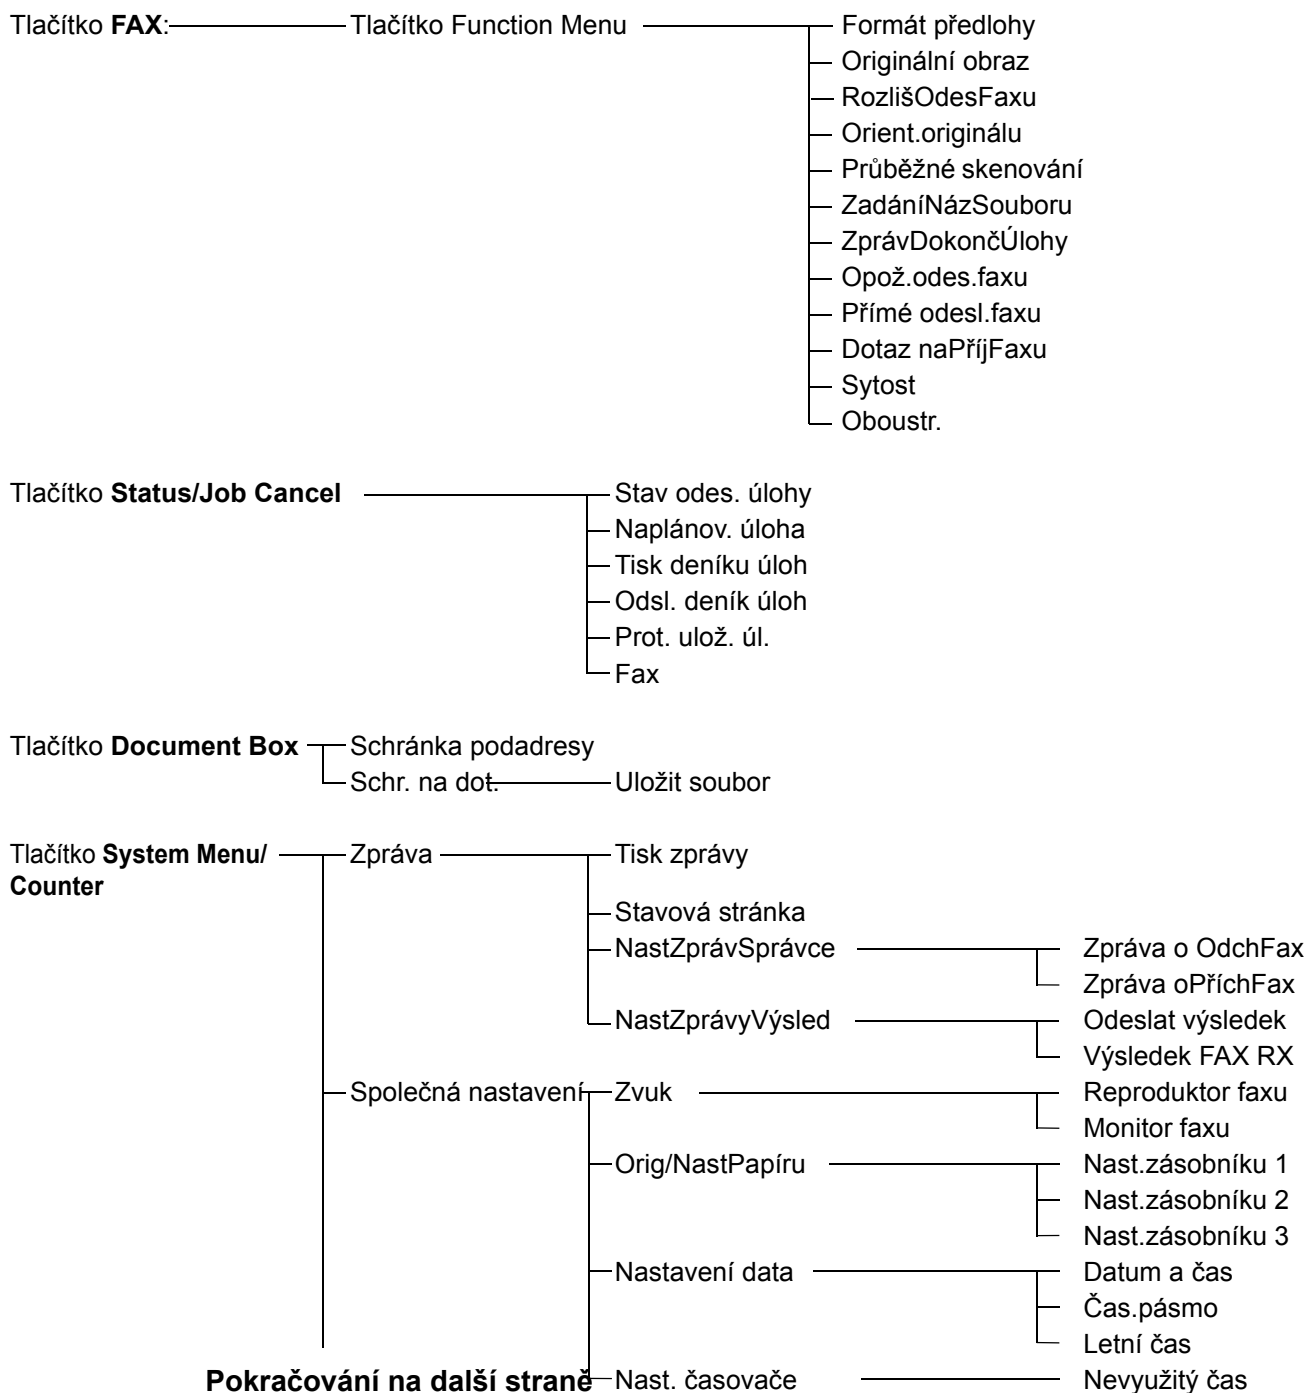 Tlačítko FAX: Tlačítko Function Menu Formát předlohy
Originální obraz
RozlišOdesFaxu
Orient.originálu
Průběžné skenování
ZadáníNázSouboru
ZprávDokončÚlohy
Opož.odes.faxu
Přímé odesl.faxu
Dotaz naPříjFaxu
Sytost
Oboustr.
Tlačítko Status/Job Cancel Stav odes. úlohy
Naplánov. úloha
Tisk deníku úloh
Odsl. deník úloh
Prot. ulož. úl.
Fax
Tlačítko Document Box Schránka podadresy
Schr. na dot. Uložit soubor
Tlačítko System Menu/ Zpráva Tisk zprávy
Counter
Stavová stránka
NastZprávSprávce Zpráva o OdchFax
Zpráva oPříchFax
NastZprávyVýsled Odeslat výsledek
Výsledek FAX RX
Společná nastavení Zvuk Reproduktor faxu
Monitor faxu
Orig/NastPapíru Nast.zásobníku 1
Nast.zásobníku 2
Nast.zásobníku 3
Nastavení data Datum a čas
Čas.pásmo
Letní čas
Pokračování na další straně Nast. časovače Nevyužitý čas